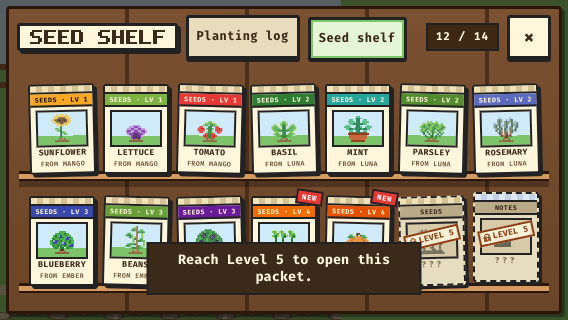 SEED SHELF
Planting log
Seed shelf
12 / 14
×
SEEDS · LV 1
SUNFLOWER
FROM MANGO
SEEDS · LV 1
LETTUCE
FROM MANGO
SEEDS · LV 1
TOMATO
FROM MANGO
SEEDS · LV 2
BASIL
FROM LUNA
SEEDS · LV 2
MINT
FROM LUNA
SEEDS · LV 2
PARSLEY
FROM LUNA
SEEDS · LV 2
ROSEMARY
FROM LUNA
SEEDS · LV 3
BLUEBERRY
FROM EMBER
SEEDS · LV 3
BEANS
SEEDS · LV 3
NEW
SEEDS · LV 4
NEW
SEEDS · LV 4
SEEDS
LEVEL 5
???
NOTES
LEVEL 5
???
Reach Level 5 to open this
packet.